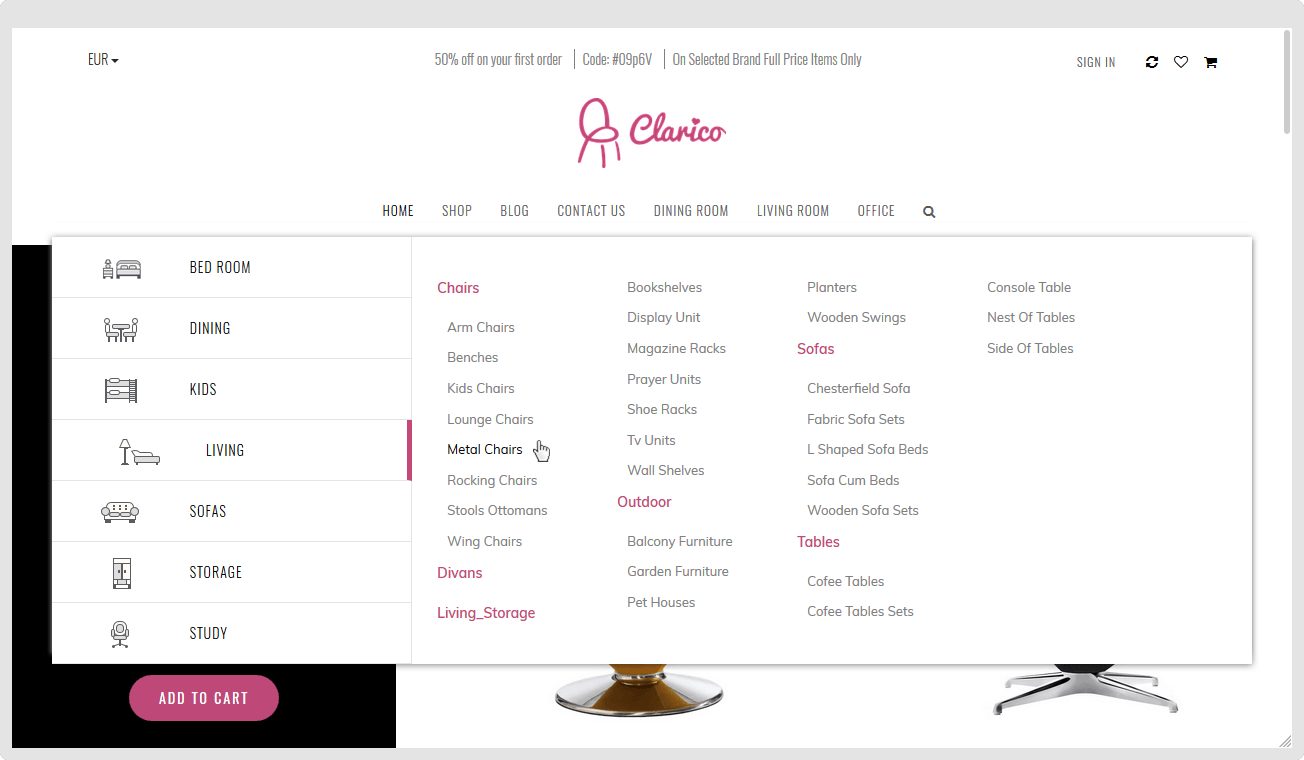 EUR
50% off on your first order
Code: #09p6V
On Selected Brand Full Price Items Only
SIGN IN
Clarico
HOME
SHOP
BLOG
CONTACT US
DINING ROOM
LIVING ROOM
OFFICE
BED ROOM
DINING
KIDS
LIVING
SOFAS
STORAGE
STUDY
Chairs
Arm Chairs
Benches
Kids Chairs
Lounge Chairs
Metal Chairs
Rocking Chairs
Stools Ottomans
Wing Chairs
Divans
Living_Storage
Bookshelves
Display Unit
Magazine Racks
Prayer Units
Shoe Racks
Tv Units
Wall Shelves
Outdoor
Balcony Furniture
Garden Furniture
Pet Houses
Planters
Wooden Swings
Sofas
Chesterfield Sofa
Fabric Sofa Sets
L Shaped Sofa Beds
Sofa Cum Beds
Wooden Sofa Sets
Tables
Cofee Tables
Cofee Tables Sets
Console Table
Nest Of Tables
Side Of Tables
ADD TO CART